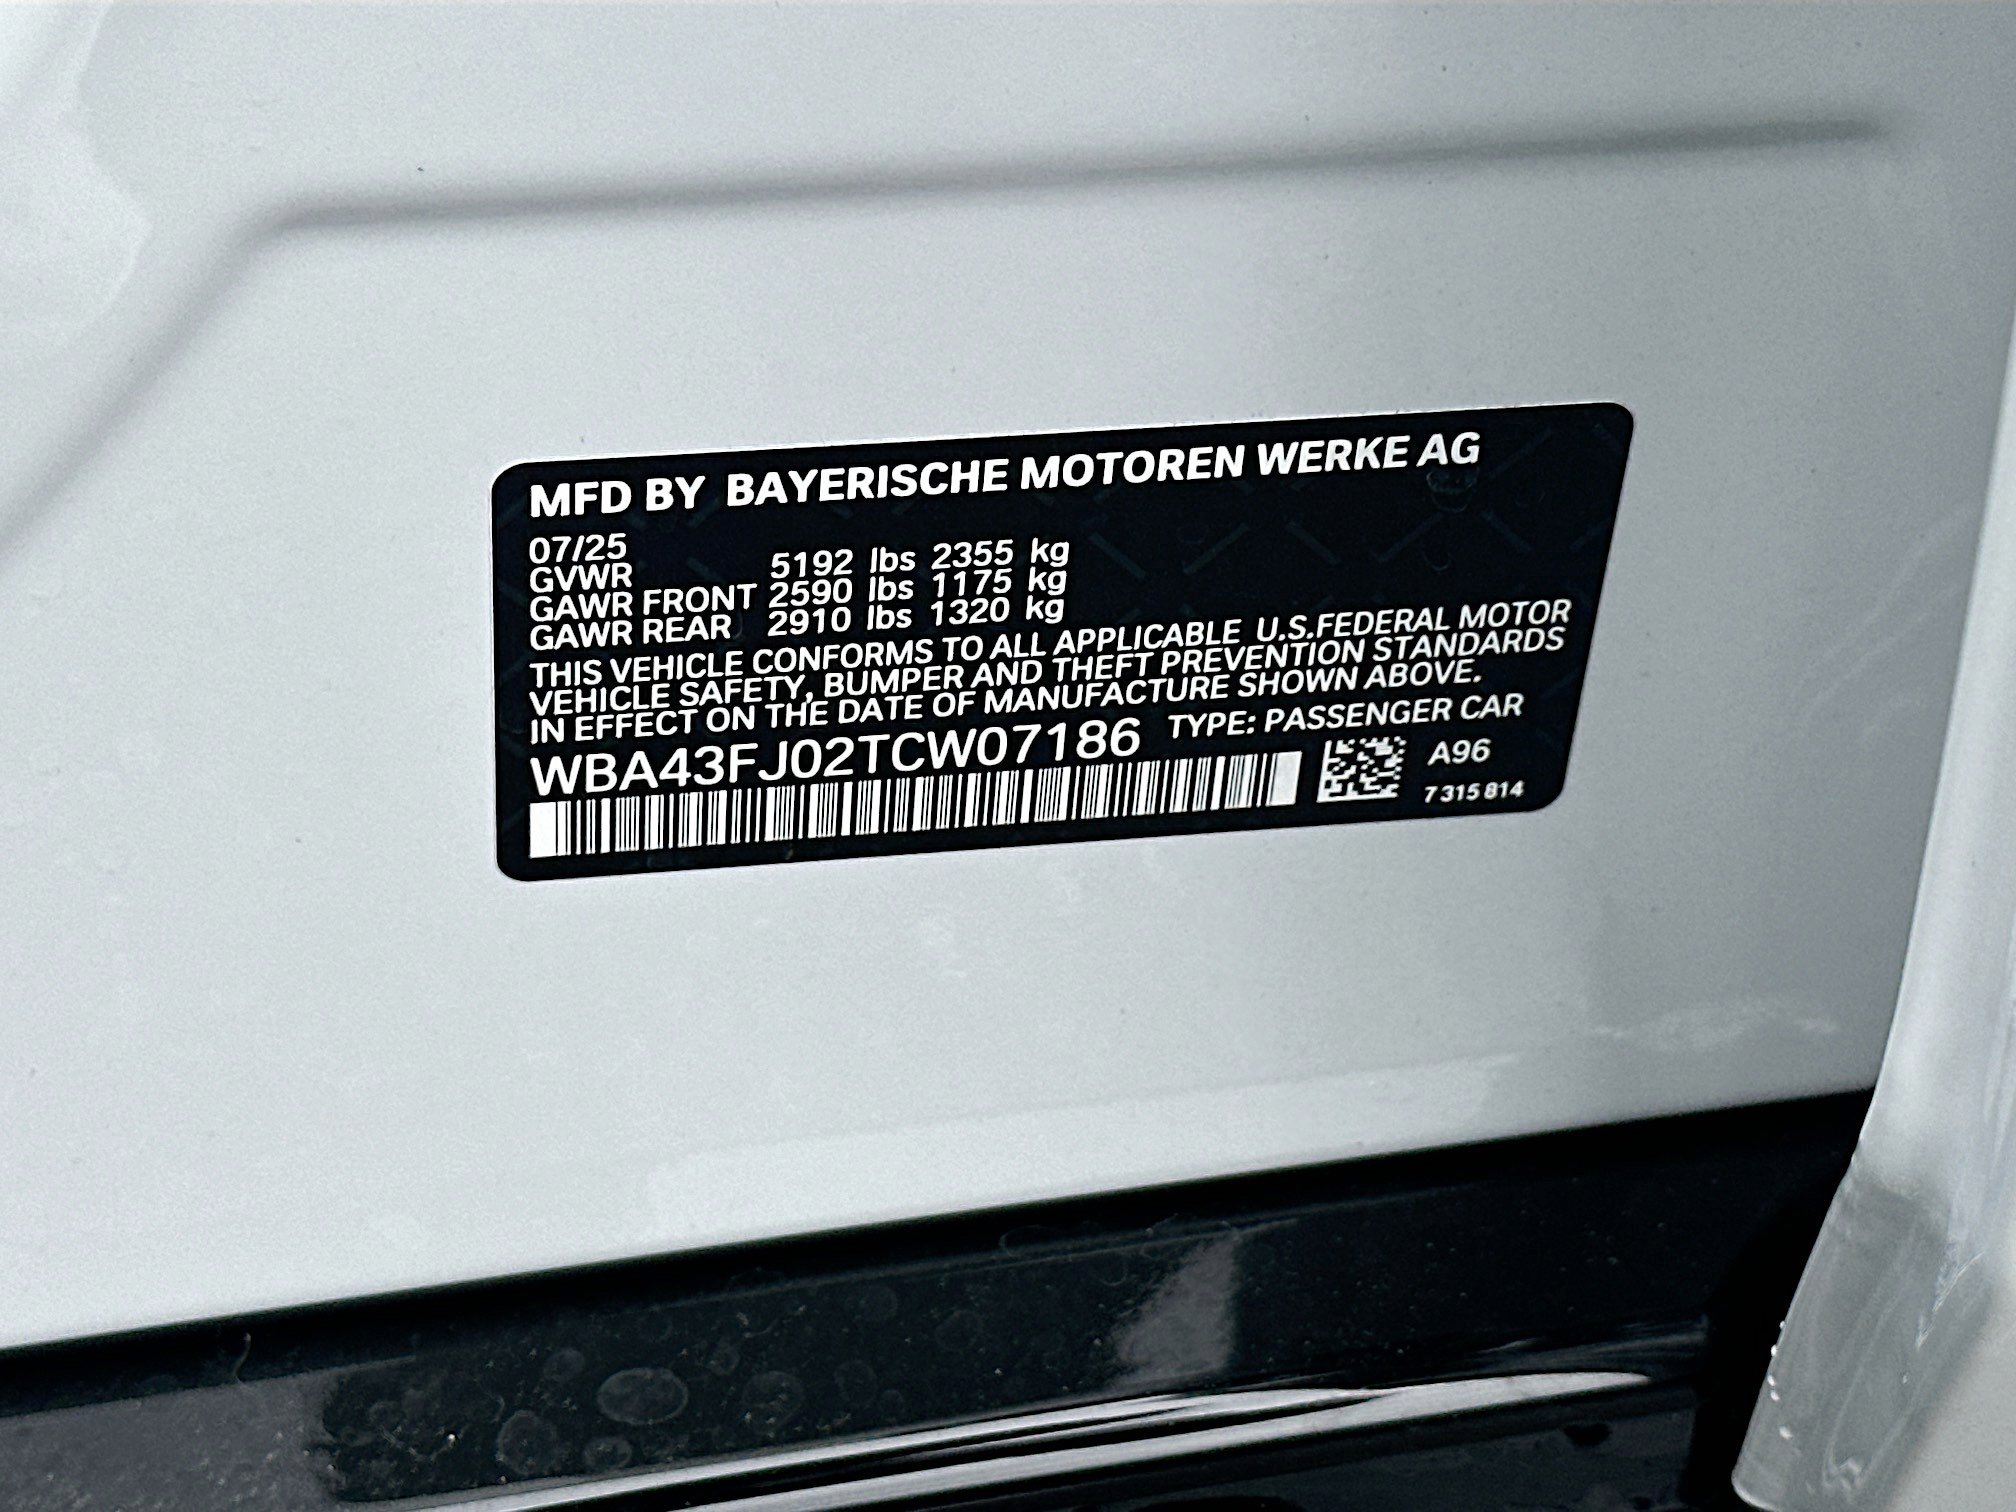 MFD BY BAYERISCHE MOTOREN WERKE AG
07/25
GVWR 5192 lbs 2355 kg
GAWR FRONT 2590 lbs 1175 kg
GAWR REAR 2910 lbs 1320 kg
THIS VEHICLE CONFORMS TO ALL APPLICABLE U.S.FEDERAL MOTOR
VEHICLE SAFETY, BUMPER AND THEFT PREVENTION STANDARDS
IN EFFECT ON THE DATE OF MANUFACTURE SHOWN ABOVE.
WBA43FJ02TCW07186 TYPE: PASSENGER CAR
A96
7 315 814